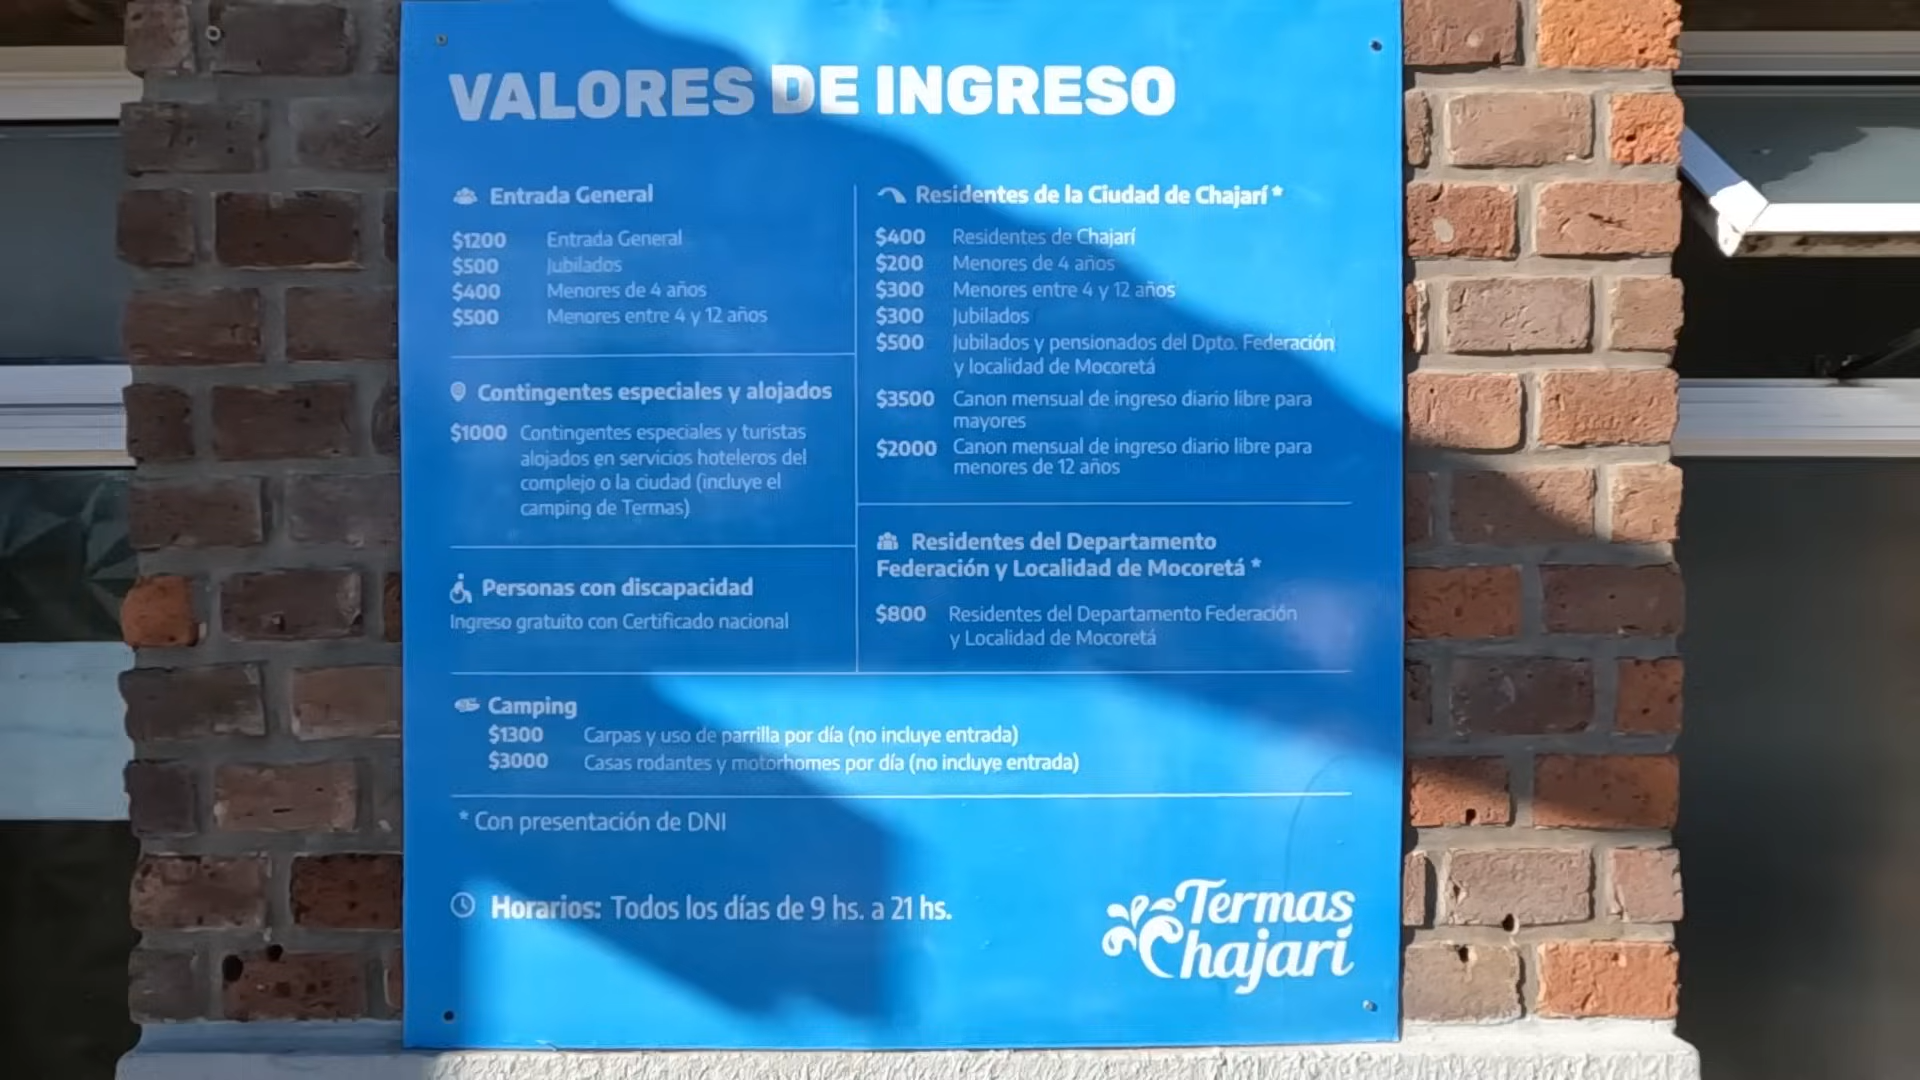 VALORES DE INGRESO
Entrada General
$1200 Entrada General
$500 Jubilados
$400 Menores de 4 años
$500 Menores entre 4 y 12 años
Contingentes especiales y alojados
$1000 Contingentes especiales y turistas
alojados en servicios hoteleros del
complejo o la ciudad (incluye el
camping de Termas)
Personas con discapacidad
Ingreso gratuito con Certificado nacional
Residentes de la Ciudad de Chajarí *
$400 Residentes de Chajarí
$200 Menores de 4 años
$300 Menores entre 4 y 12 años
$300 Jubilados
$500 Jubilados y pensionados del Dpto. Federación
y localidad de Mocoretá
$3500 Canon mensual de ingreso diario libre para
mayores
$2000 Canon mensual de ingreso diario libre para
menores de 12 años
Residentes del Departamento
Federación y Localidad de Mocoretá *
$800 Residentes del Departamento Federación
y Localidad de Mocoretá
Camping
$1300 Carpas y uso de parrilla por día (no incluye entrada)
$3000 Casas rodantes y motorhomes por día (no incluye entrada)
* Con presentación de DNI
Horarios: Todos los días de 9 hs. a 21 hs.
Termas
Chajarí